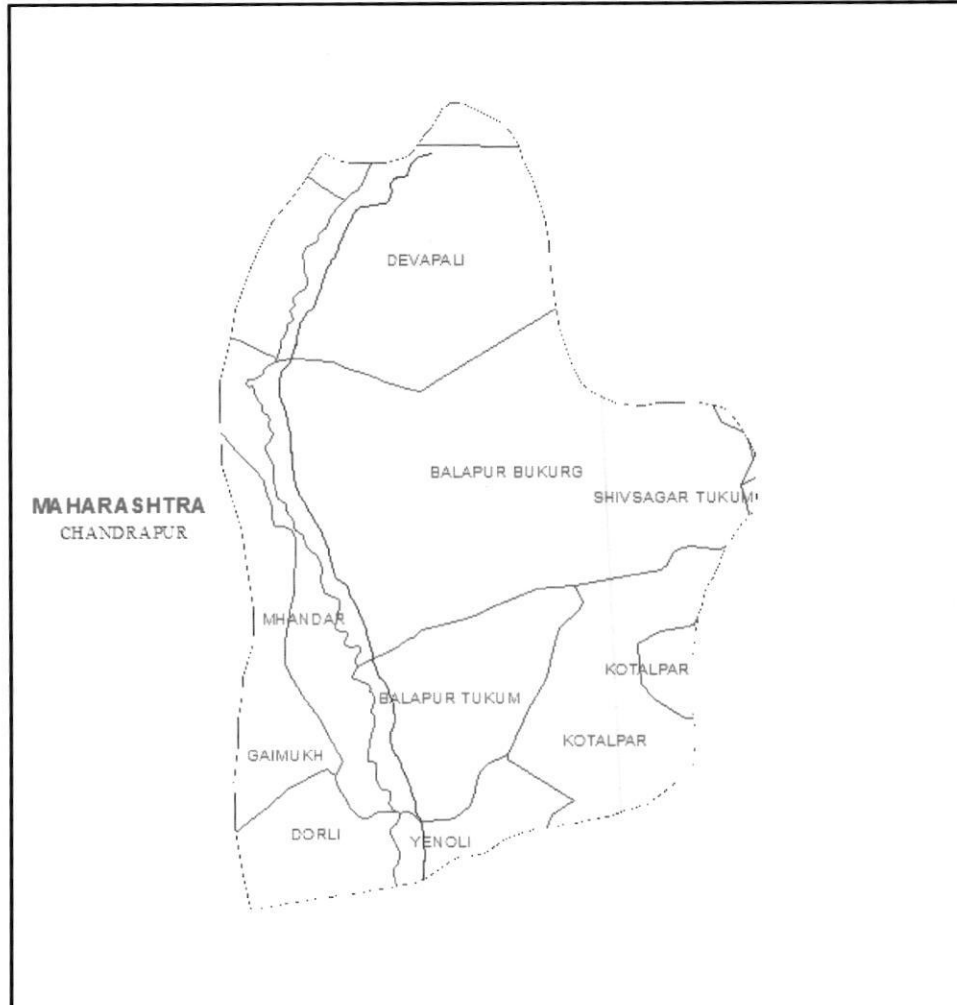 DEVAPALI
BALAPUR BUKURG
SHIVSAGAR TUKUM
MAHARASHTRA
CHANDRAPUR
MHANDAR
KOTALPAR
BALAPUR TUKUM
KOTALPAR
GAIMUKH
DORLI
YENOLI